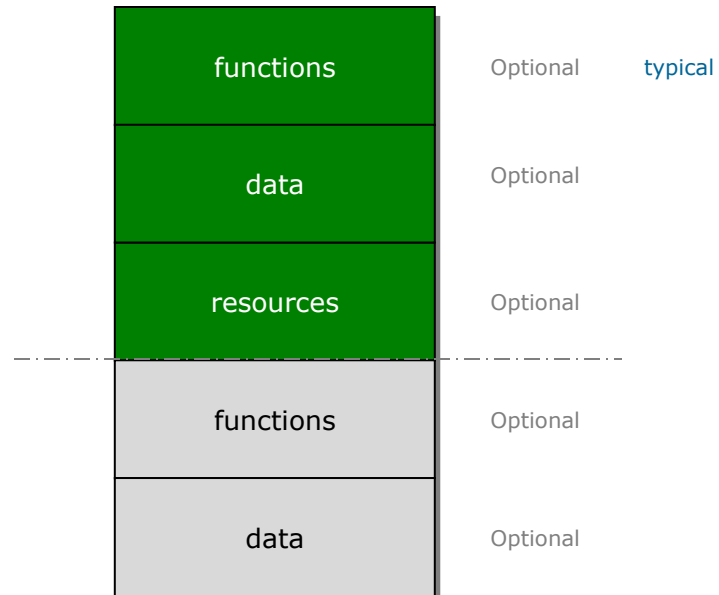 functions Optional typical
data Optional
resources Optional
functions Optional
data Optional